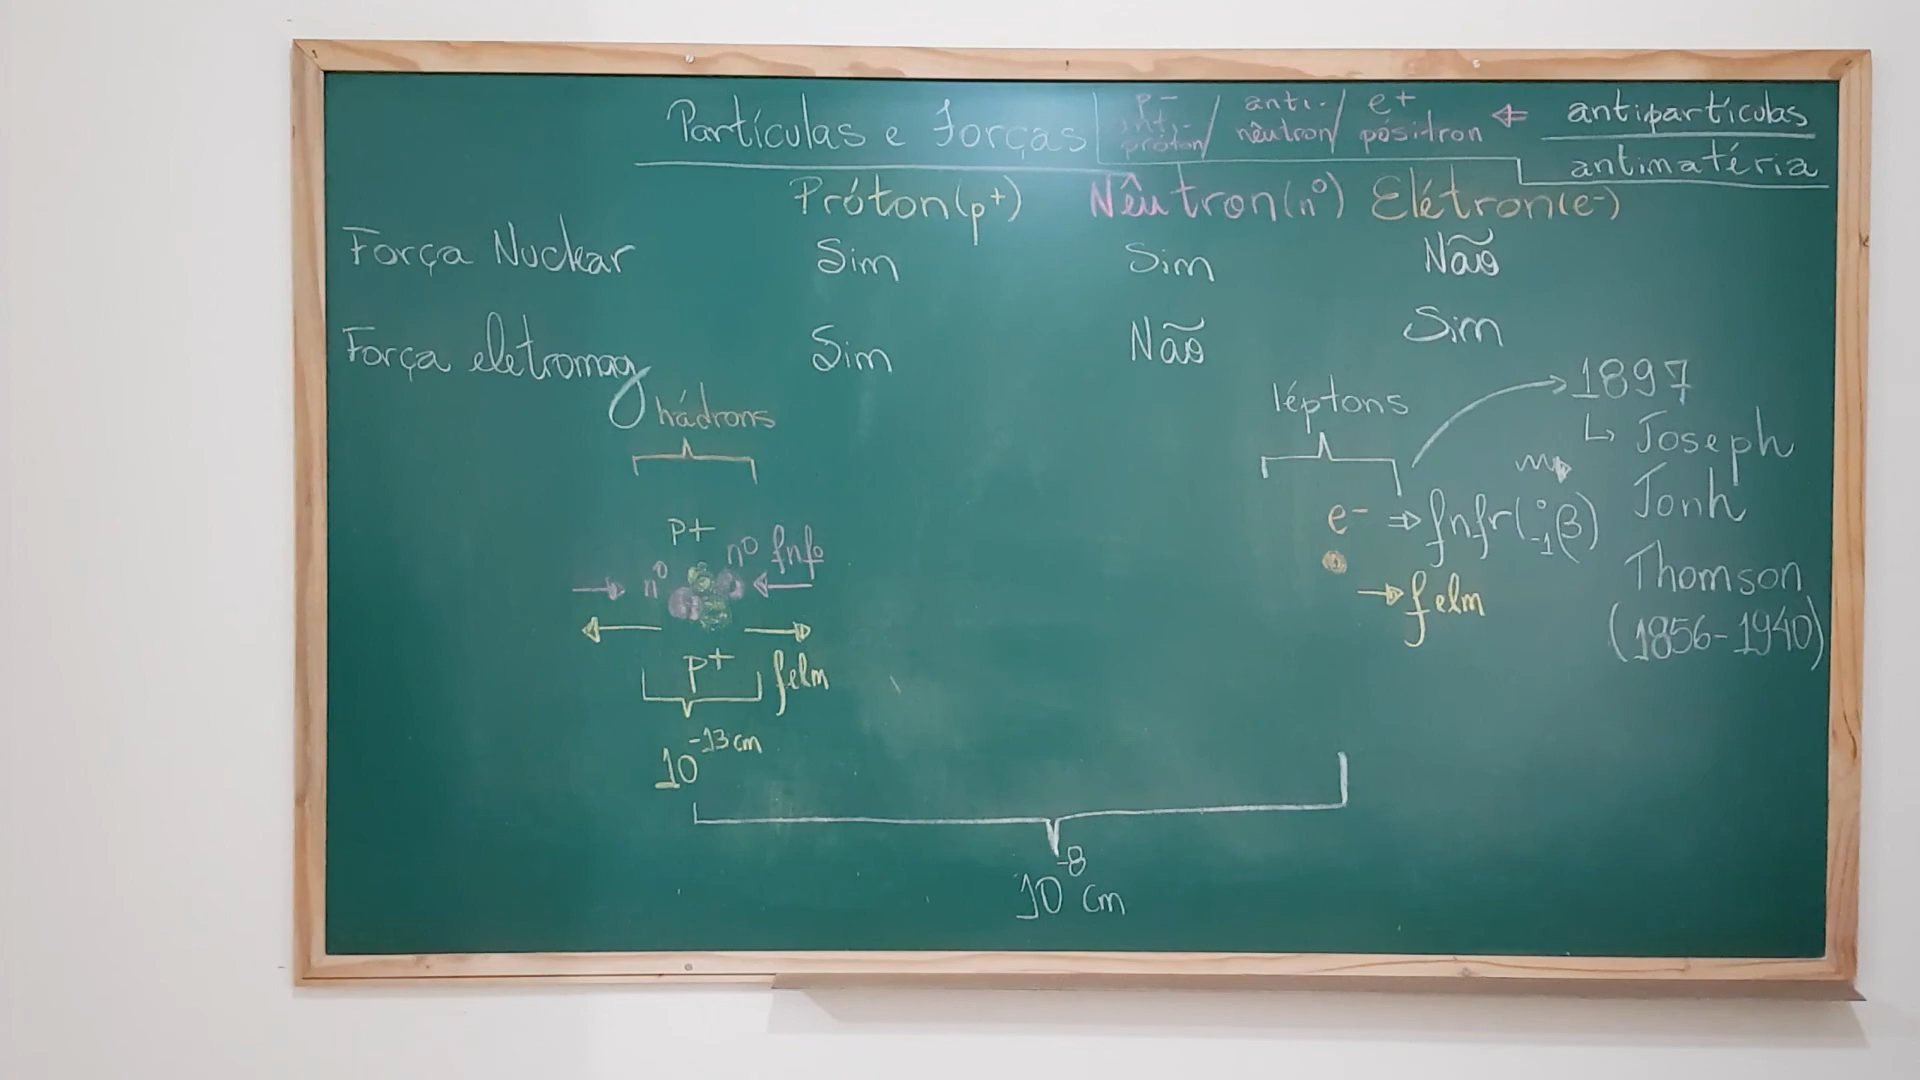 Partículas e Forças
p-
anti-
próton/
anti-
nêutron/
e+
pósitron
⇐ antipartículas
antimatéria
Próton(p+) Nêutron(n⁰) Elétron(e-)
Força Nuclear Sim Sim Não
Força eletromag Sim Não Sim
hádrons
léptons
1897
↳ Joseph
Jonh
Thomson
(1856-1940)
p+
n⁰
n⁰ fnfo
p+
felm
10⁻¹³ cm
e- ⇒ fnfr(⁰₋₁β)
→ felm
10⁻⁸ cm